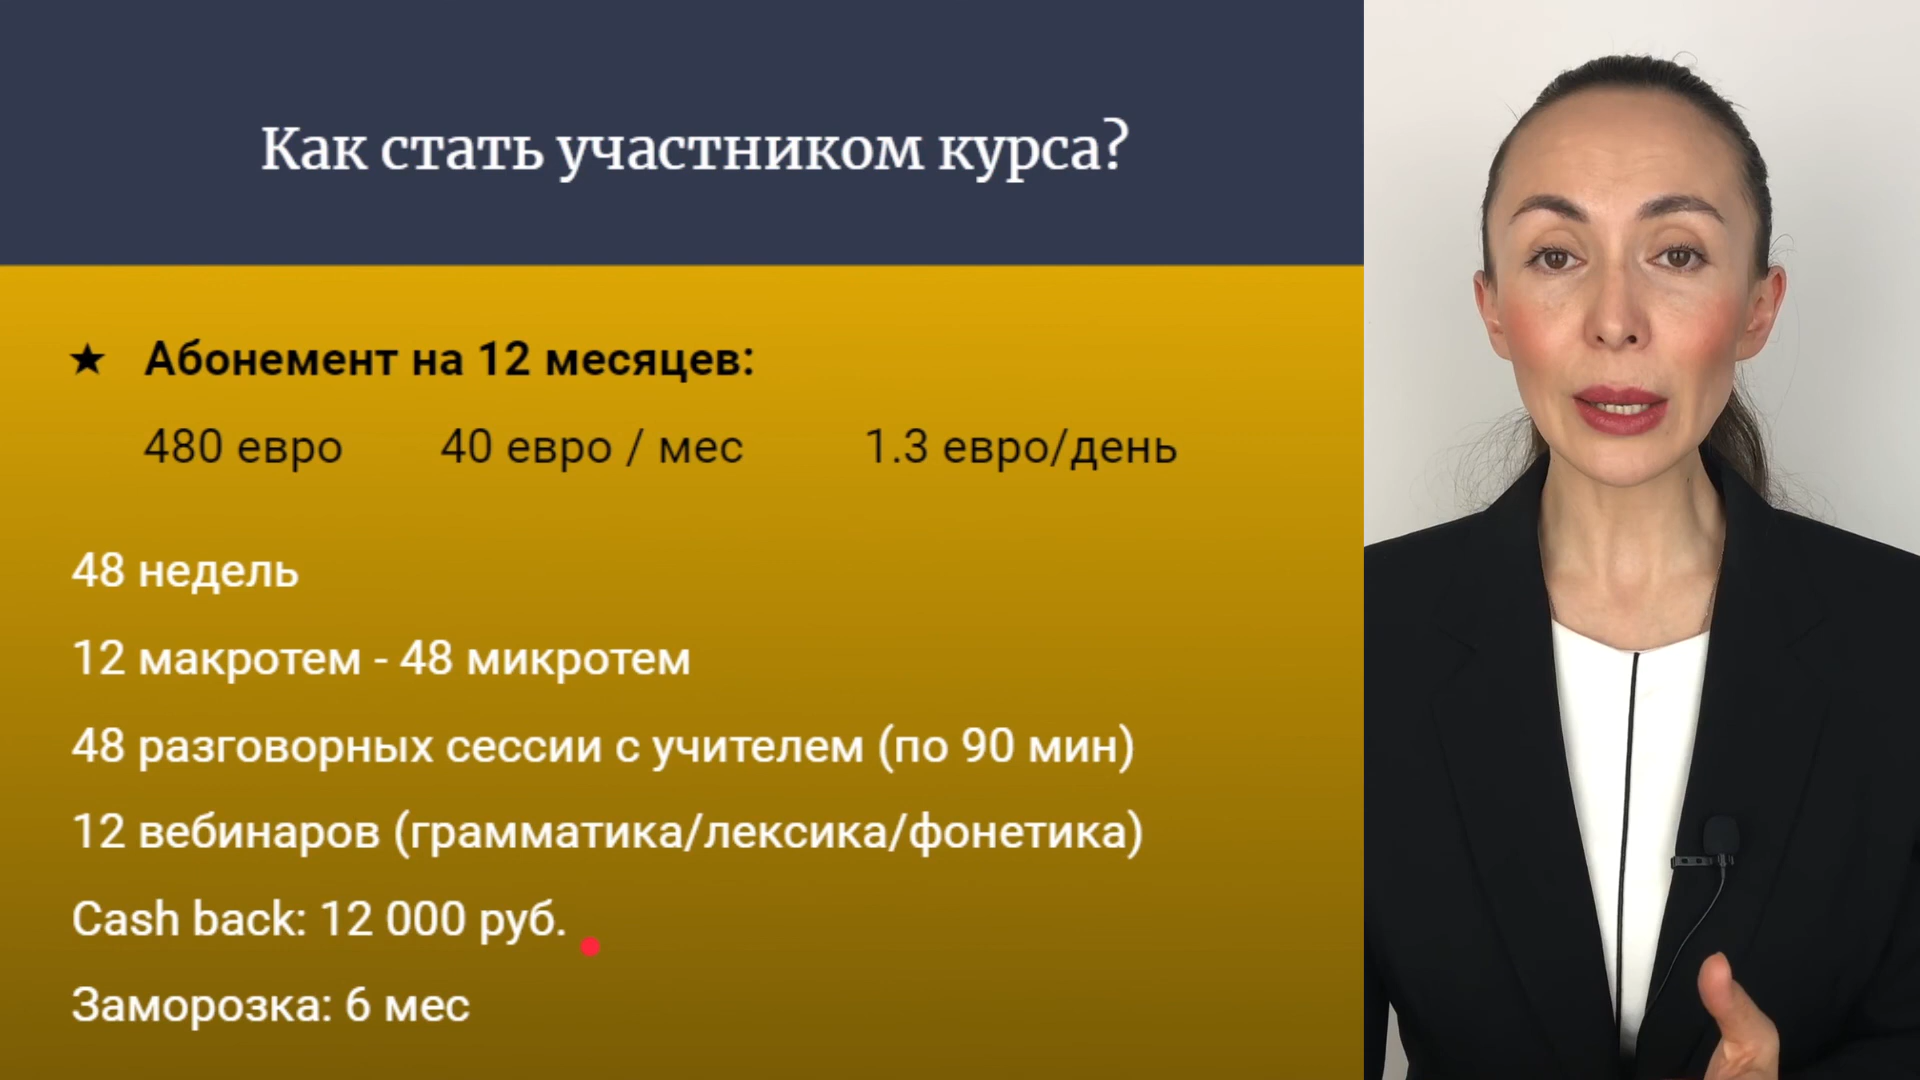 Как стать участником курса?
★ Абонемент на 12 месяцев:
480 евро 40 евро / мес 1.3 евро/день
48 недель
12 макротем - 48 микротем
48 разговорных сессии с учителем (по 90 мин)
12 вебинаров (грамматика/лексика/фонетика)
Cash back: 12 000 руб.
Заморозка: 6 мес